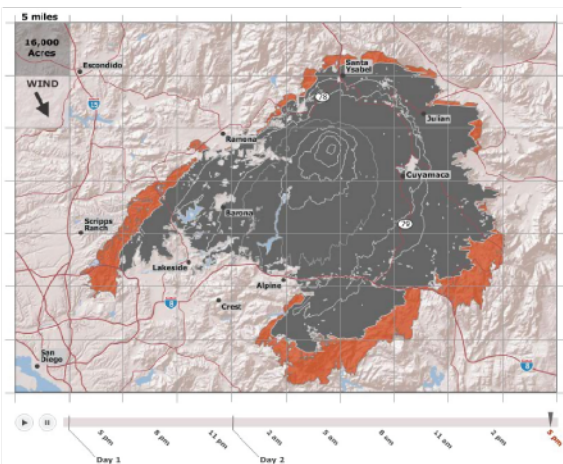 5 miles
16,000
Acres
WIND
Escondido
15
Santa
Ysabel
78
Julian
Ramona
Cuyamaca
Barona
79
Scripps
Ranch
Lakeside
Alpine
8
Crest
San
Diego
8
5 pm
8 pm
11 pm
2 am
5 am
8 am
11 am
2 pm
5 pm
Day 1
Day 2